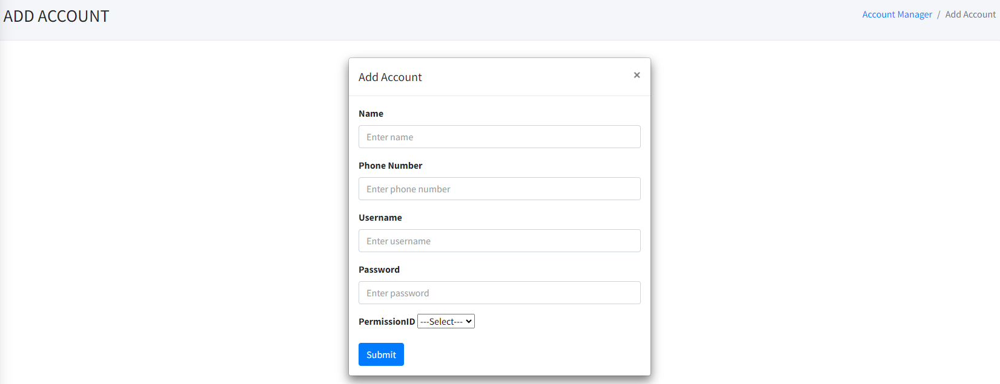 ADD ACCOUNT
Account Manager / Add Account
Add Account ×
Name
Enter name
Phone Number
Enter phone number
Username
Enter username
Password
Enter password
PermissionID ---Select---
Submit